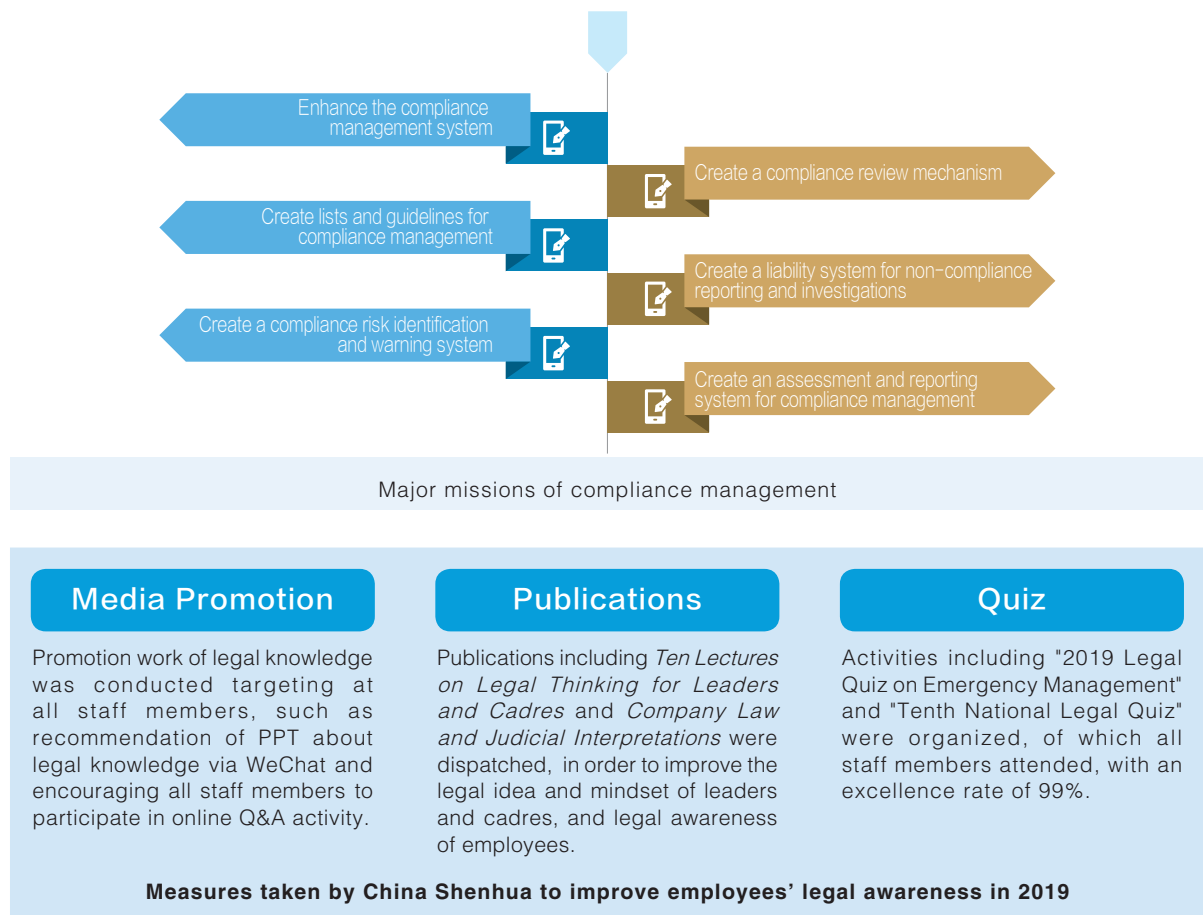 Enhance the compliance
management system
Create a compliance review mechanism
Create lists and guidelines for
compliance management
Create a liability system for non-compliance
reporting and investigations
Create a compliance risk identification
and warning system
Create an assessment and reporting
system for compliance management
Major missions of compliance management
Media Promotion
Promotion work of legal knowledge
was conducted targeting at
all staff members, such as
recommendation of PPT about
legal knowledge via WeChat and
encouraging all staff members to
participate in online Q&A activity.
Publications
Publications including Ten Lectures
on Legal Thinking for Leaders
and Cadres and Company Law
and Judicial Interpretations were
dispatched, in order to improve the
legal idea and mindset of leaders
and cadres, and legal awareness
of employees.
Quiz
Activities including "2019 Legal
Quiz on Emergency Management"
and "Tenth National Legal Quiz"
were organized, of which all
staff members attended, with an
excellence rate of 99%.
Measures taken by China Shenhua to improve employees’ legal awareness in 2019